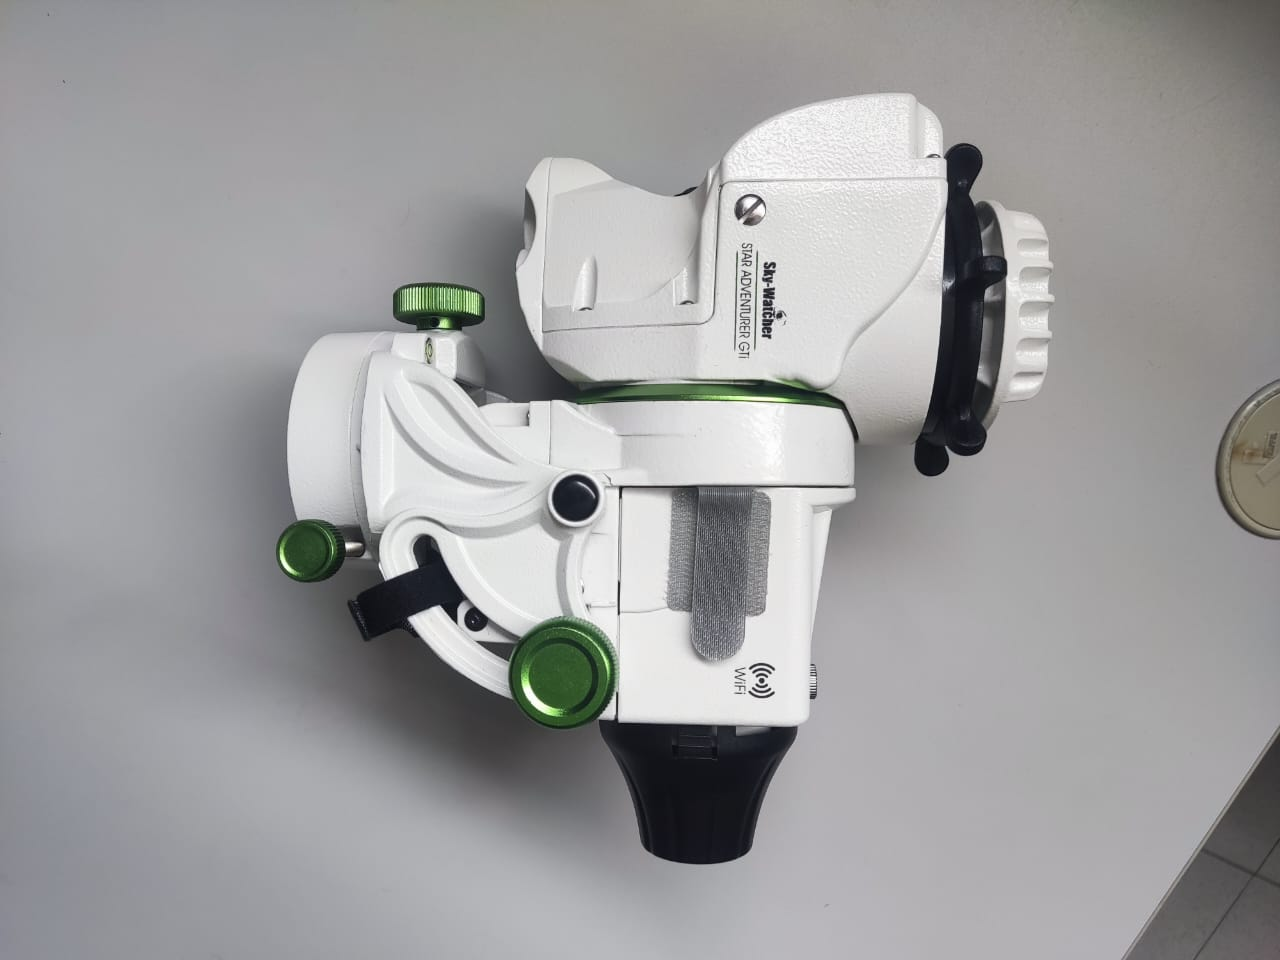 Sky-Watcher
STAR ADVENTURER GTi
WiFi